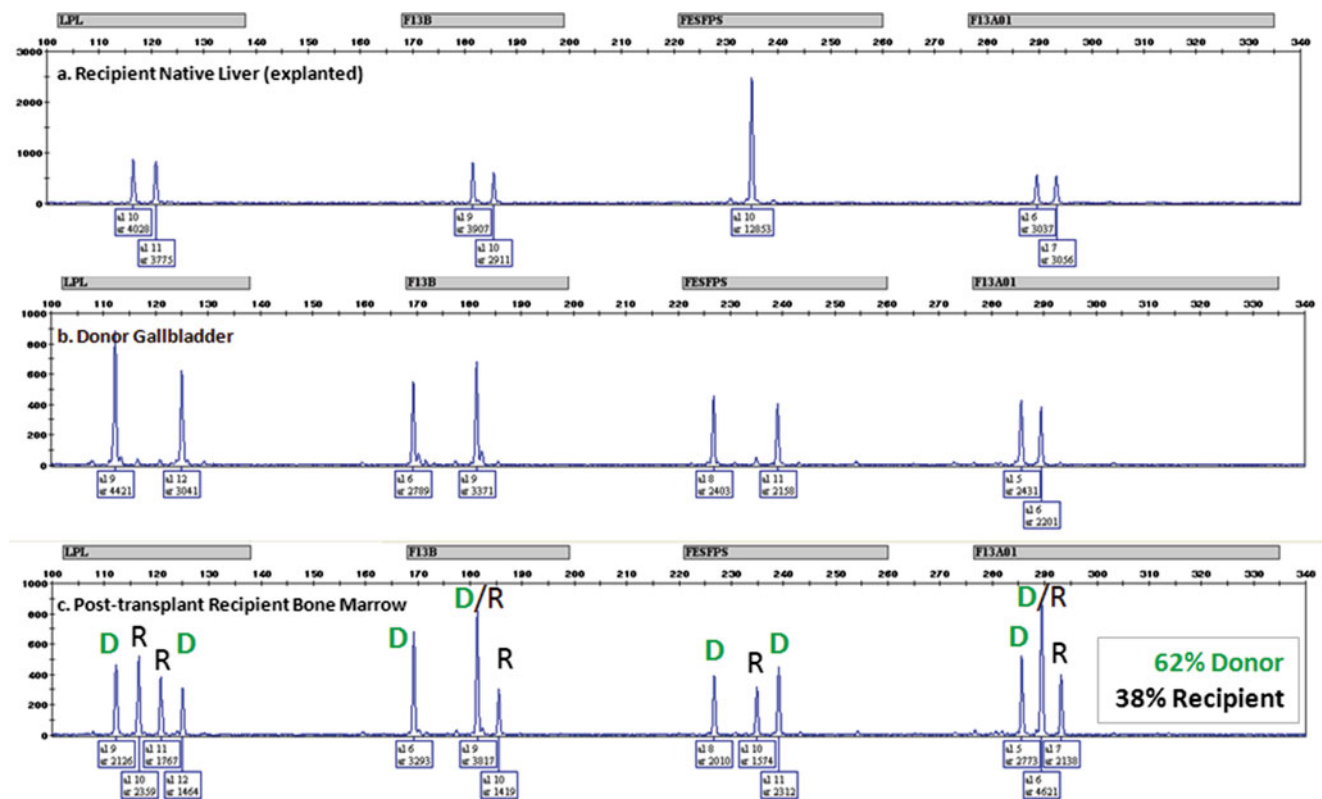 LPL F13B FESFPS F13A01
100 110 120 130 140 150 160 170 180 190 200 210 220 230 240 250 260 270 280 290 300 310 320 330 340
3000
a. Recipient Native Liver (explanted)
2000
1000
0
al 10 al 9 al 10 al 6
ar 4028 ar 3907 ar 12853 ar 3037
al 11 al 10 al 7
ar 3775 ar 2911 ar 3056
LPL F13B FESFPS F13A01
100 110 120 130 140 150 160 170 180 190 200 210 220 230 240 250 260 270 280 290 300 310 320 330 340
1000
b. Donor Gallbladder
800
600
400
200
0
al 9 al 12 al 6 al 9 al 8 al 11 al 5
ar 4421 ar 3041 ar 2789 ar 3371 ar 2403 ar 2158 ar 2431
al 6
ar 2201
LPL F13B FESFPS F13A01
100 110 120 130 140 150 160 170 180 190 200 210 220 230 240 250 260 270 280 290 300 310 320 330 340
1000
c. Post-transplant Recipient Bone Marrow D/R D/R
800
D R R D D R D R D D R
600
400
200
0
62% Donor
38% Recipient
al 9 al 11 al 6 al 9 al 8 al 10 al 5 al 7
ar 2126 ar 1767 ar 3293 ar 3817 ar 2010 ar 1574 ar 2773 ar 2138
al 10 al 12 al 10 al 11 al 6
ar 2359 ar 1464 ar 1419 ar 2312 ar 4621